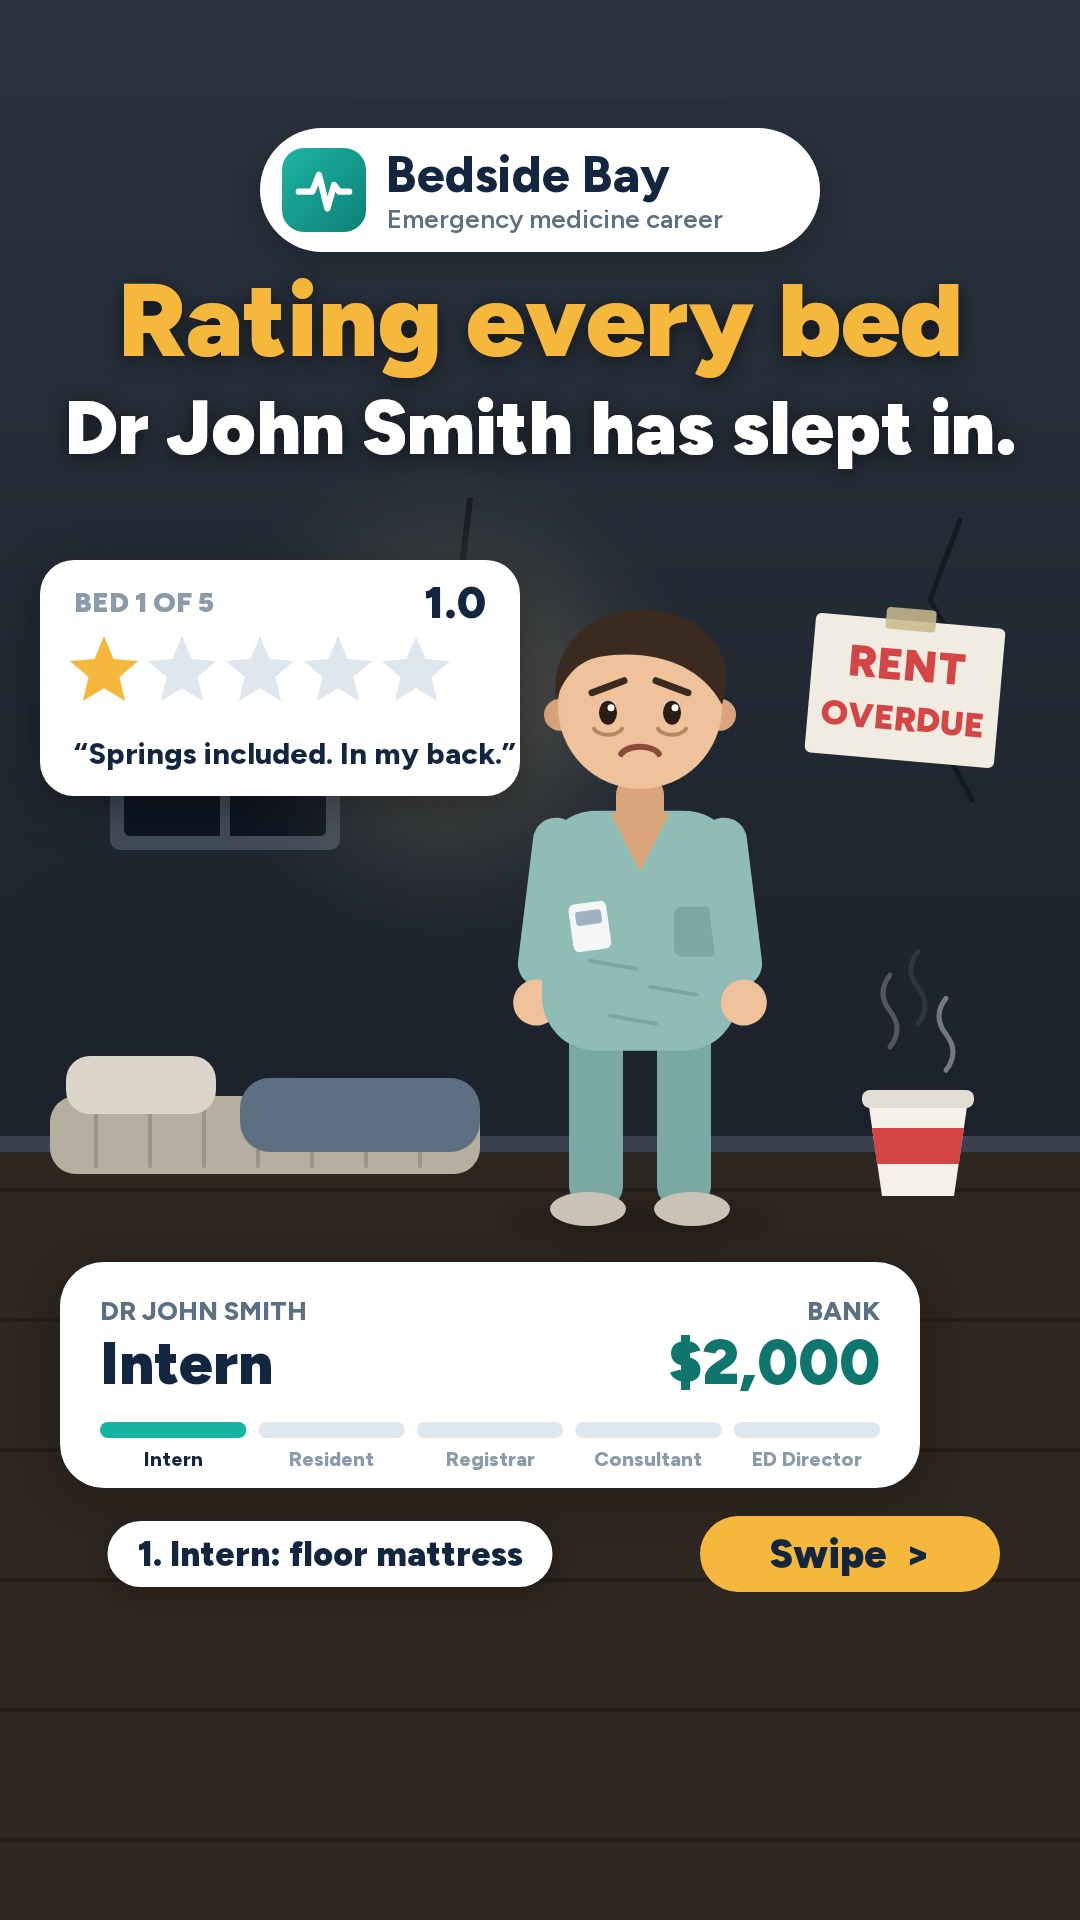 Bedside Bay
Emergency medicine career
Rating every bed
Dr John Smith has slept in.
BED 1 OF 5
1.0
“Springs included. In my back.”
RENT
OVERDUE
DR JOHN SMITH
BANK
Intern
$2,000
Intern
Resident
Registrar
Consultant
ED Director
1. Intern: floor mattress
Swipe >